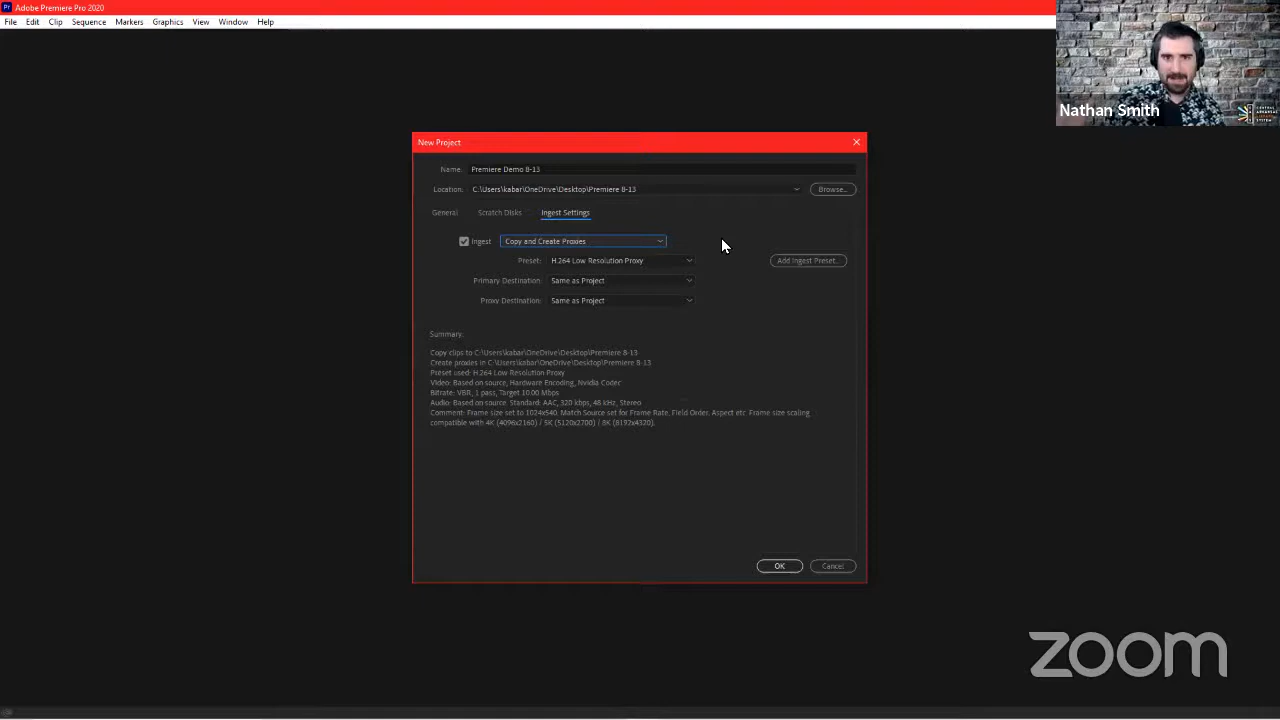 Adobe Premiere Pro 2020
File Edit Clip Sequence Markers Graphics View Window Help
Nathan Smith
CENTRAL
ARKANSAS
LIBRARY
SYSTEM
New Project
Name: Premiere Demo 8-13
Location: C:\Users\kabar\OneDrive\Desktop\Premiere 8-13 Browse...
General Scratch Disks Ingest Settings
Ingest Copy and Create Proxies
Preset: H.264 Low Resolution Proxy Add Ingest Preset...
Primary Destination: Same as Project
Proxy Destination: Same as Project
Summary:
Copy clips to C:\Users\kabar\OneDrive\Desktop\Premiere 8-13
Create proxies in C:\Users\kabar\OneDrive\Desktop\Premiere 8-13
Preset used: H.264 Low Resolution Proxy
Video: Based on source, Hardware Encoding, Nvidia Codec
Bitrate: VBR, 1 pass, Target 10.00 Mbps
Audio: Based on source. Standard: AAC, 320 kbps, 48 kHz, Stereo
Comment: Frame size set to 1024x540. Match Source set for Frame Rate, Field Order, Aspect etc. Frame size scaling
compatible with 4K (4096x2160) / 5K (5120x2700) / 8K (8192x4320).
OK Cancel
zoom